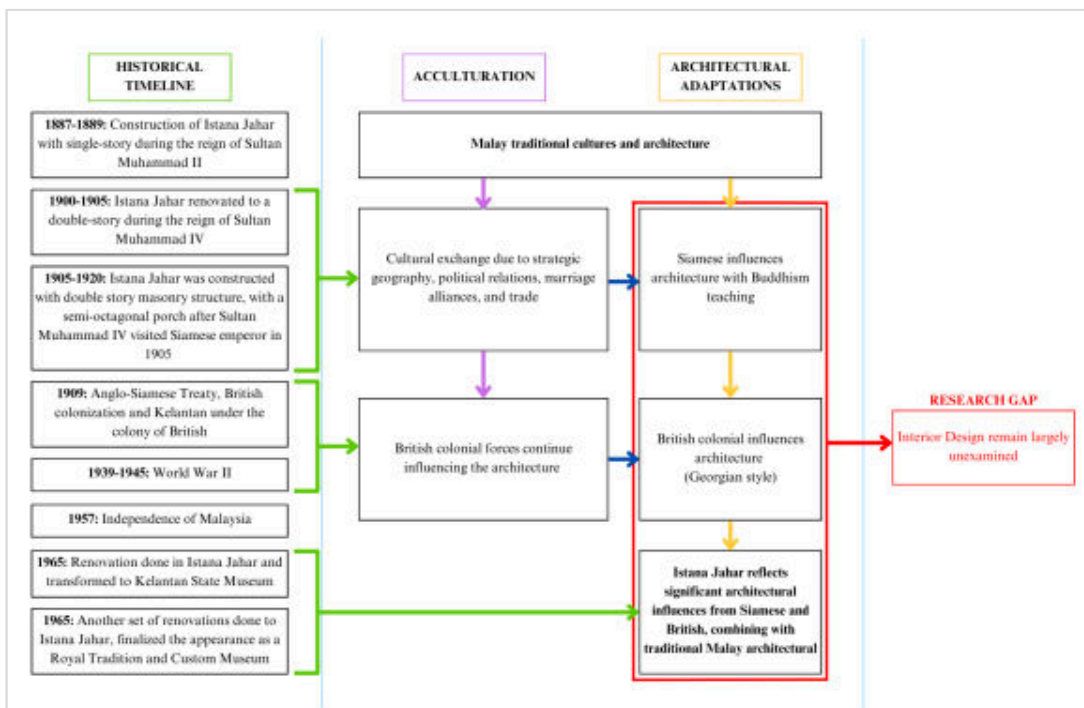 HISTORICAL
TIMELINE
1887-1889: Construction of Istana Jahar
with single-story during the reign of Sultan
Muhammad II
1900-1905: Istana Jahar renovated to
a double-story during the reign of Sultan
Muhammad IV
1905-1920: Istana Jahar was constructed
with double story masonry structure, with a
semi-octagonal porch after Sultan
Muhammad IV visited Siamese emperor in
1905
1909: Anglo-Siamese Treaty, British
colonization and Kelantan under the
colony of British
1939-1945: World War II
1957: Independence of Malaysia
1965: Renovation done in Istana Jahar and
transformed to Kelantan State Museum
1965: Another set of renovations done to
Istana Jahar, finalized the appearance as a
Royal Tradition and Custom Museum
ACCULTURATION
ARCHITECTURAL
ADAPTATIONS
Malay traditional cultures and architecture
Cultural exchange due to strategic
geography, political relations, marriage
alliances, and trade
Siamese influences
architecture with Buddhism
teaching
British colonial forces continue
influencing the architecture
British colonial influences
architecture
(Georgian style)
Istana Jahar reflects
significant architectural
influences from Siamese and
British, combining with
traditional Malay architectural
RESEARCH GAP
Interior Design remain largely
unexamined